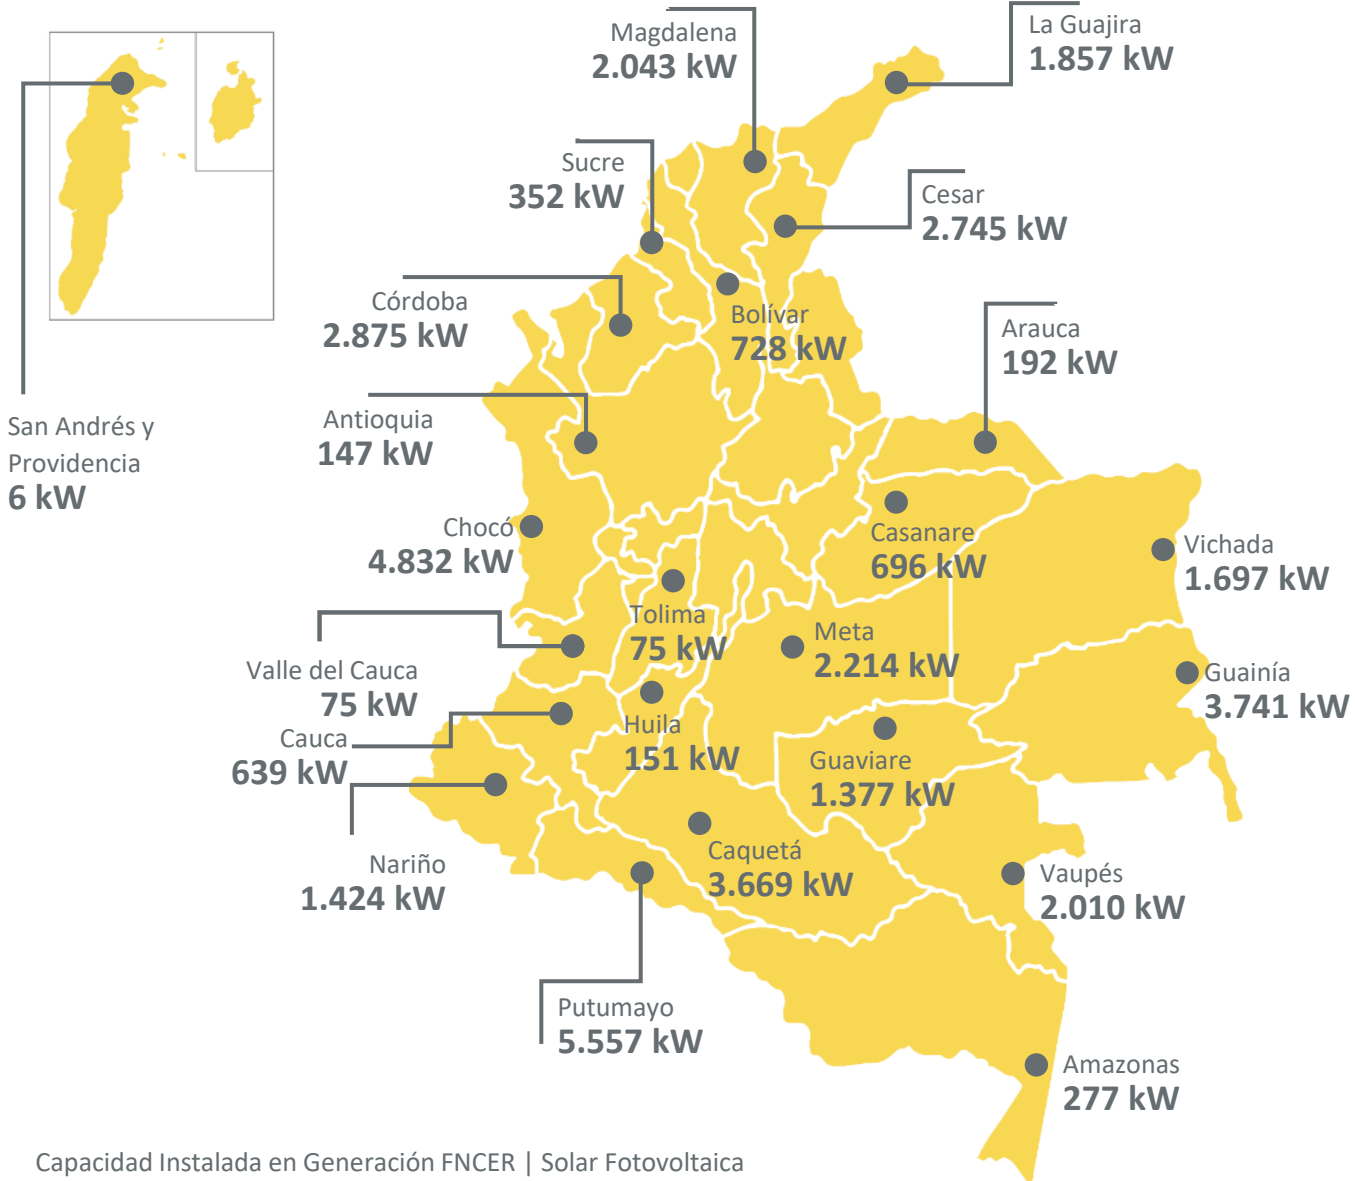 Magdalena
2.043 kW
La Guajira
1.857 kW
Sucre
352 kW
Cesar
2.745 kW
Córdoba
2.875 kW
Bolívar
728 kW
Arauca
192 kW
Antioquia
147 kW
San Andrés y
Providencia
6 kW
Chocó
4.832 kW
Casanare
696 kW
Vichada
1.697 kW
Tolima
75 kW
Meta
2.214 kW
Valle del Cauca
75 kW
Guainía
3.741 kW
Cauca
639 kW
Huila
151 kW
Guaviare
1.377 kW
Nariño
1.424 kW
Caquetá
3.669 kW
Vaupés
2.010 kW
Putumayo
5.557 kW
Amazonas
277 kW
Capacidad Instalada en Generación FNCER | Solar Fotovoltaica